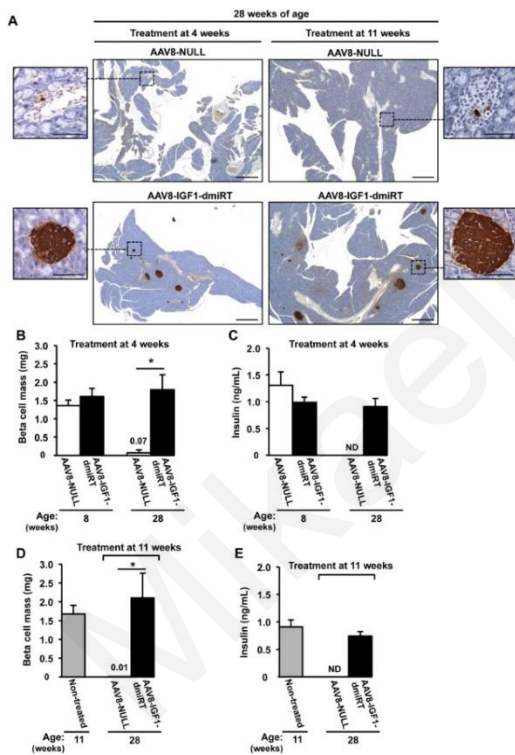 A
28 weeks of age
Treatment at 4 weeks
Treatment at 11 weeks
AAV8-NULL
AAV8-NULL
AAV8-IGF1-dmiRT
AAV8-IGF1-dmiRT
B
Treatment at 4 weeks
Beta cell mass (mg)
3.0
2.5
2.0
1.5
1.0
0.5
0
*
0.07
AAV8-NULL
AAV8-IGF1-
dmiRT
AAV8-NULL
AAV8-IGF1-
dmiRT
Age:
(weeks)
8
28
C
Treatment at 4 weeks
Insulin (ng/mL)
2.0
1.5
1.0
0.5
0
ND
AAV8-NULL
AAV8-IGF1-
dmiRT
AAV8-NULL
AAV8-IGF1-
dmiRT
Age:
(weeks)
8
28
D
Treatment at 11 weeks
Beta cell mass (mg)
3.0
2.5
2.0
1.5
1.0
0.5
0
*
0.01
Non-treated
AAV8-NULL
AAV8-IGF1-
dmiRT
Age:
(weeks)
11
28
E
Treatment at 11 weeks
Insulin (ng/mL)
2.0
1.5
1.0
0.5
0
ND
Non-treated
AAV8-NULL
AAV8-IGF1-
dmiRT
Age:
(weeks)
11
28